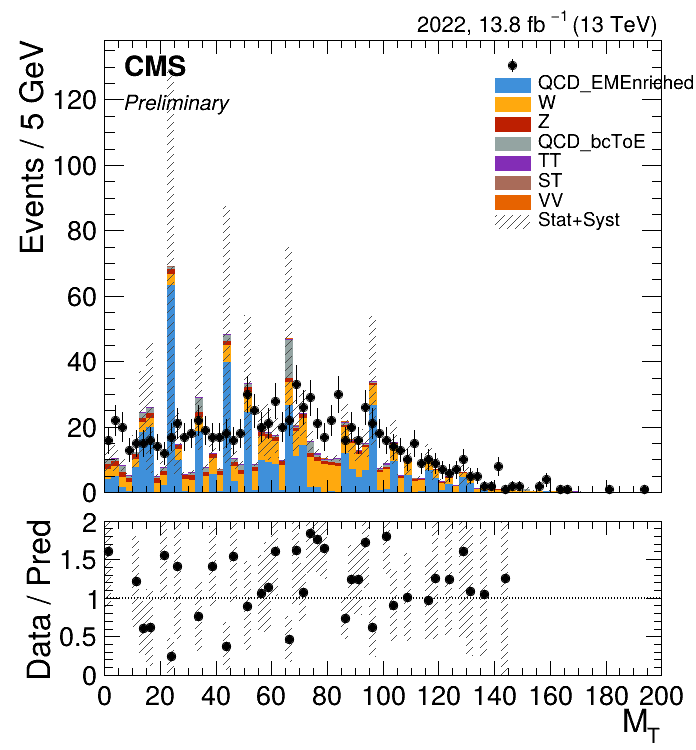 2022, 13.8 fb⁻¹ (13 TeV)
CMS
Preliminary
QCD_EMEnriched
W
Z
QCD_bcToE
TT
ST
VV
Stat+Syst
Events / 5 GeV
120
100
80
60
40
20
0
Data / Pred
2
1.5
1
0.5
0
0 20 40 60 80 100 120 140 160 180 200
M_T